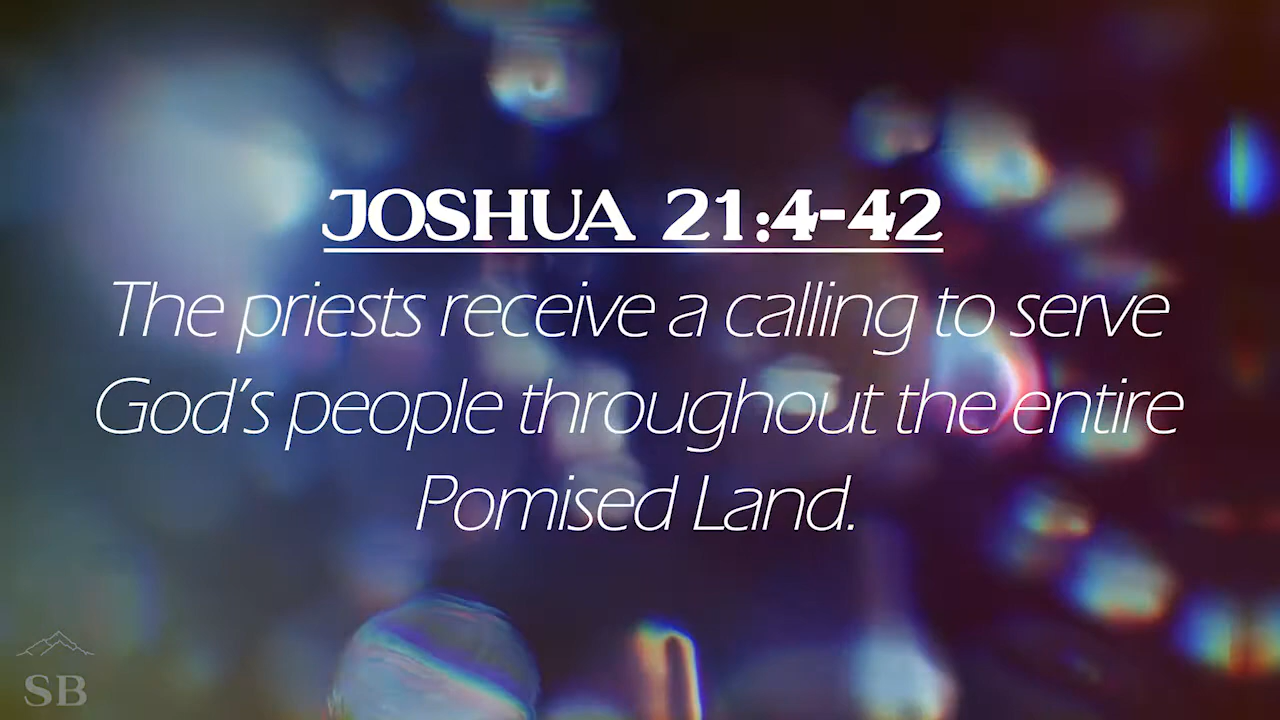 JOSHUA 21:4-42
The priests receive a calling to serve
God's people throughout the entire
Pomised Land.
SB